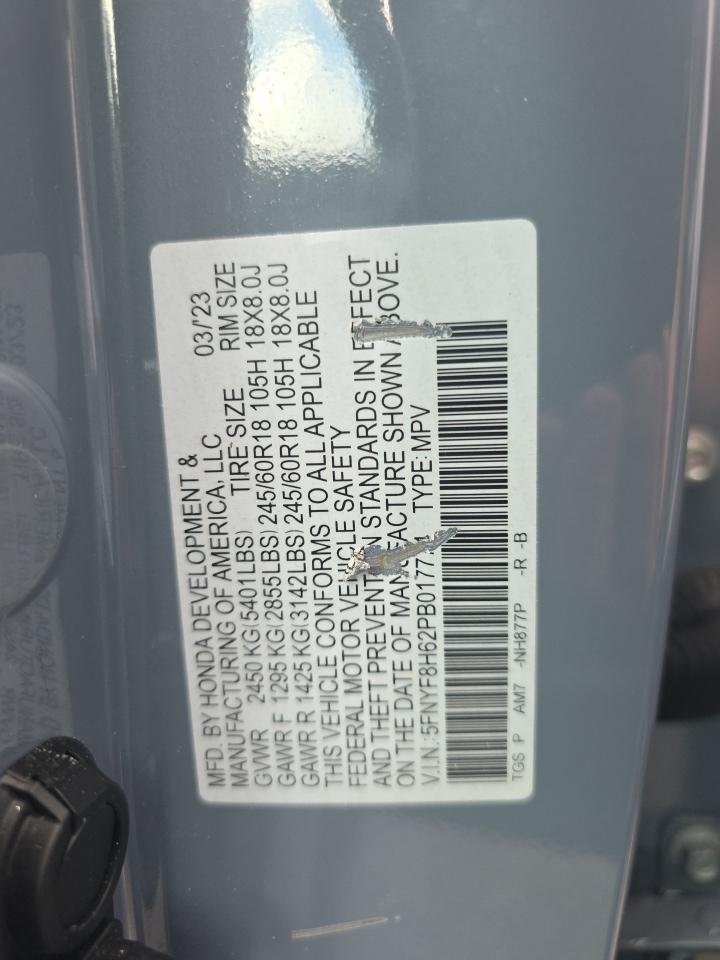 MFD. BY HONDA DEVELOPMENT &
MANUFACTURING OF AMERICA, LLC 03/'23
GVWR 2450 KG(5401LBS) TIRE SIZE RIM SIZE
GAWR F 1295 KG(2855LBS) 245/60R18 105H 18X8.0J
GAWR R 1425 KG(3142LBS) 245/60R18 105H 18X8.0J
THIS VEHICLE CONFORMS TO ALL APPLICABLE
FEDERAL MOTOR VEHICLE SAFETY
AND THEFT PREVENTION STANDARDS IN EFFECT
ON THE DATE OF MANUFACTURE SHOWN ABOVE.
V.I.N.: TYPE: MPV
TGS P AM7 -NH877P -R -B